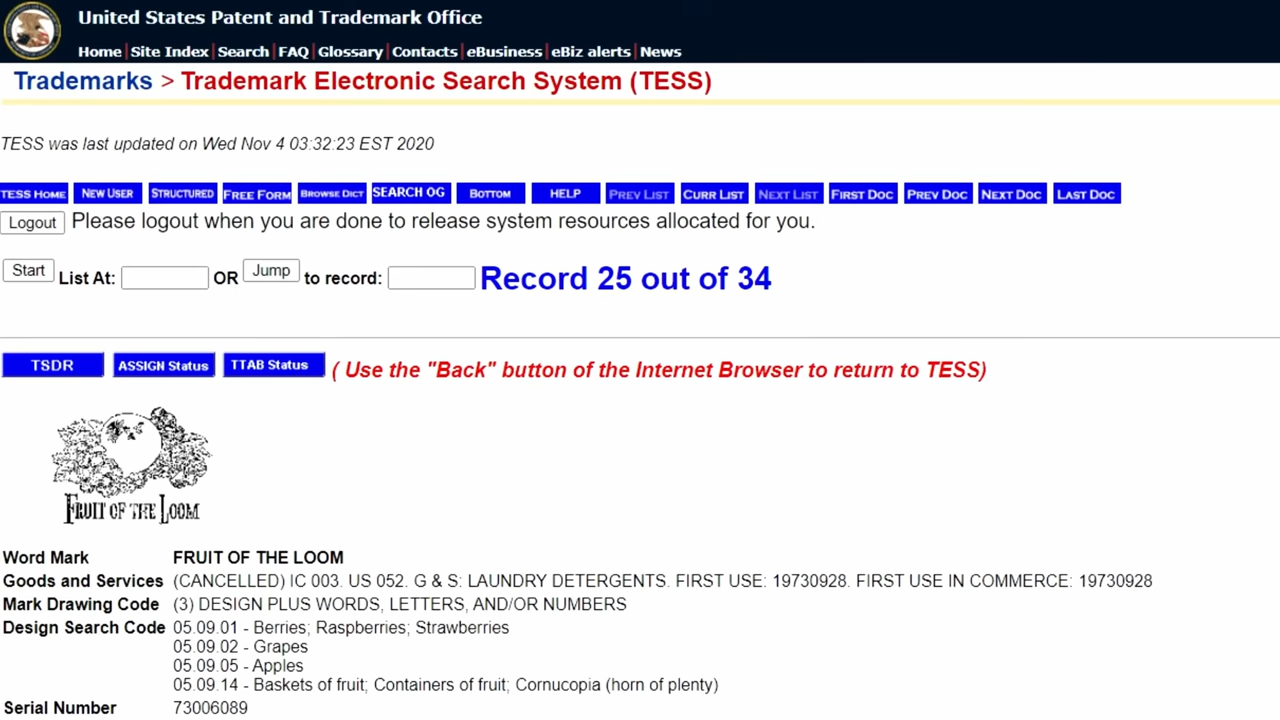 United States Patent and Trademark Office
Home | Site Index | Search | FAQ | Glossary | Contacts | eBusiness | eBiz alerts | News
Trademarks > Trademark Electronic Search System (TESS)
TESS was last updated on Wed Nov 4 03:32:23 EST 2020
TESS HOME NEW USER STRUCTURED FREE FORM BROWSE DICT SEARCH OG BOTTOM HELP PREV LIST CURR LIST NEXT LIST FIRST DOC PREV DOC NEXT DOC LAST DOC
Logout Please logout when you are done to release system resources allocated for you.
Start List At: OR Jump to record: Record 25 out of 34
TSDR ASSIGN Status TTAB Status ( Use the "Back" button of the Internet Browser to return to TESS)
FRUIT OF THE LOOM
Word Mark FRUIT OF THE LOOM
Goods and Services (CANCELLED) IC 003. US 052. G & S: LAUNDRY DETERGENTS. FIRST USE: 19730928. FIRST USE IN COMMERCE: 19730928
Mark Drawing Code (3) DESIGN PLUS WORDS, LETTERS, AND/OR NUMBERS
Design Search Code 05.09.01 - Berries; Raspberries; Strawberries
05.09.02 - Grapes
05.09.05 - Apples
05.09.14 - Baskets of fruit; Containers of fruit; Cornucopia (horn of plenty)
Serial Number 73006089